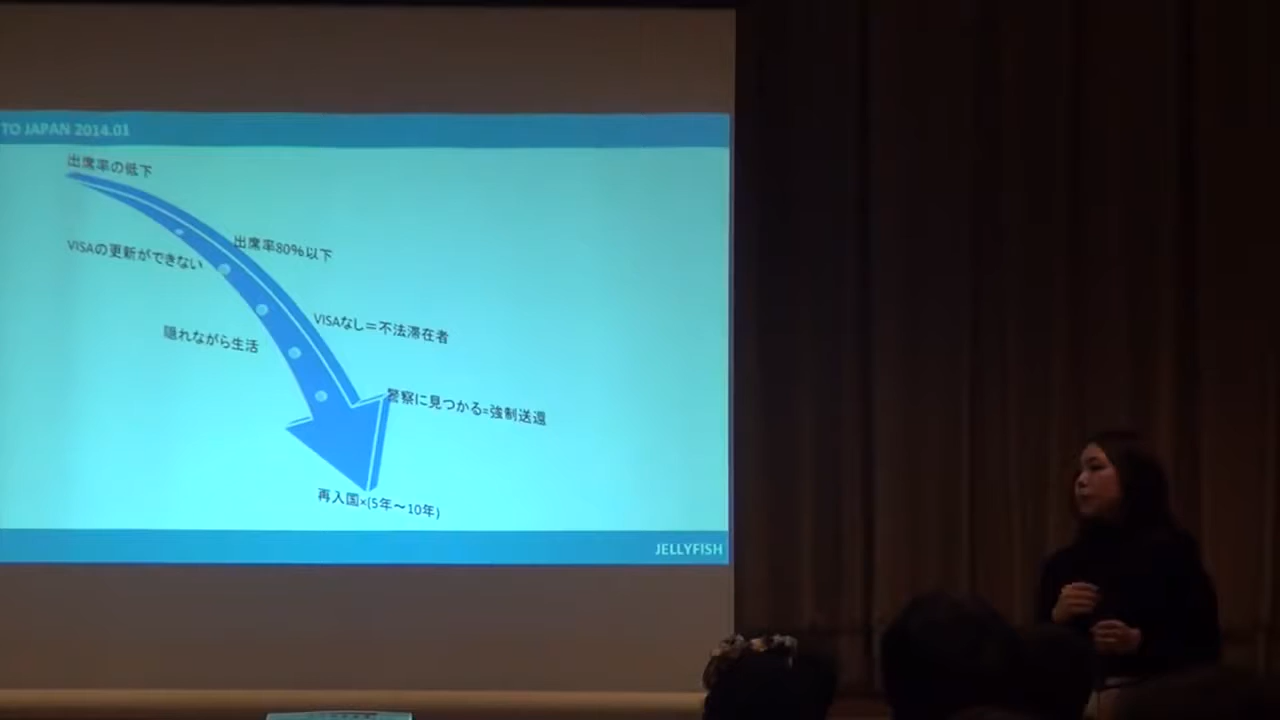 TO JAPAN 2014.01
出席率の低下
出席率80%以下
VISAの更新ができない
VISAなし＝不法滞在者
隠れながら生活
警察に見つかる=強制送還
再入国×(5年～10年)
JELLYFISH